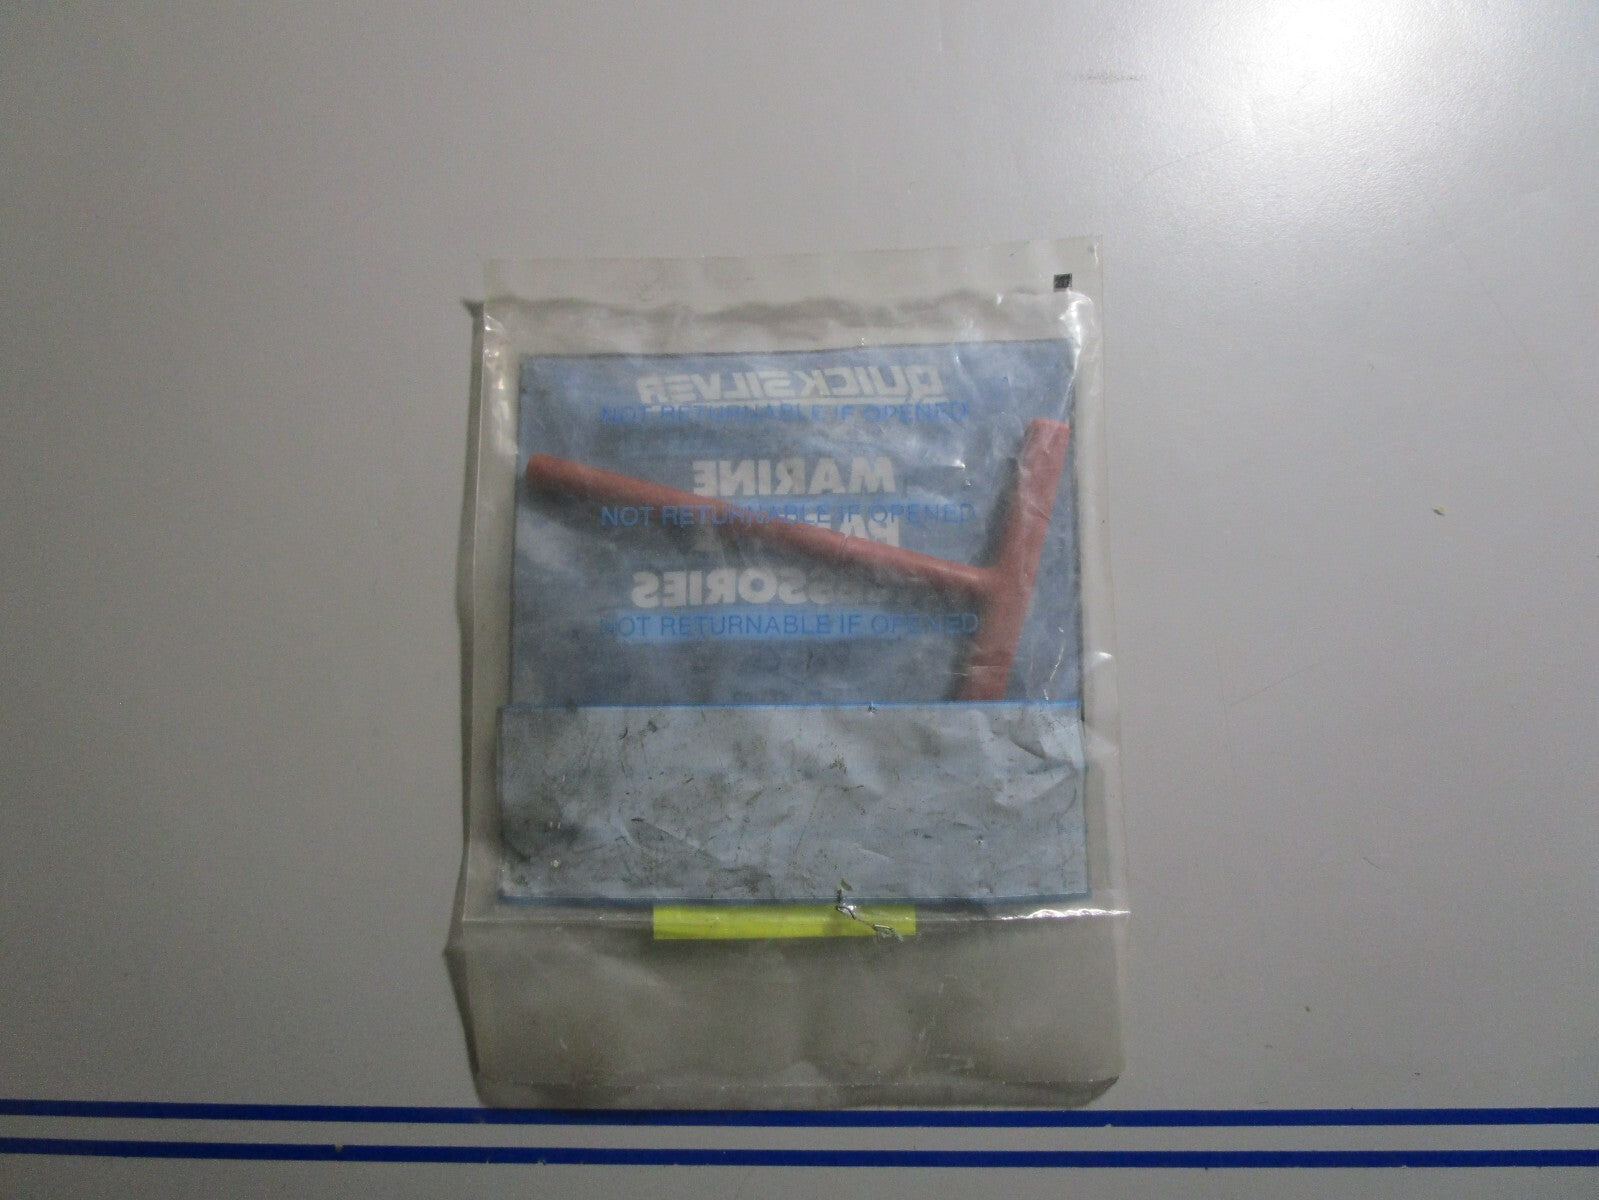 QUICKSILVER
NOT RETURNABLE IF OPENED
MARINE
NOT RETURNABLE IF OPENED
NOT RETURNABLE IF OPENED